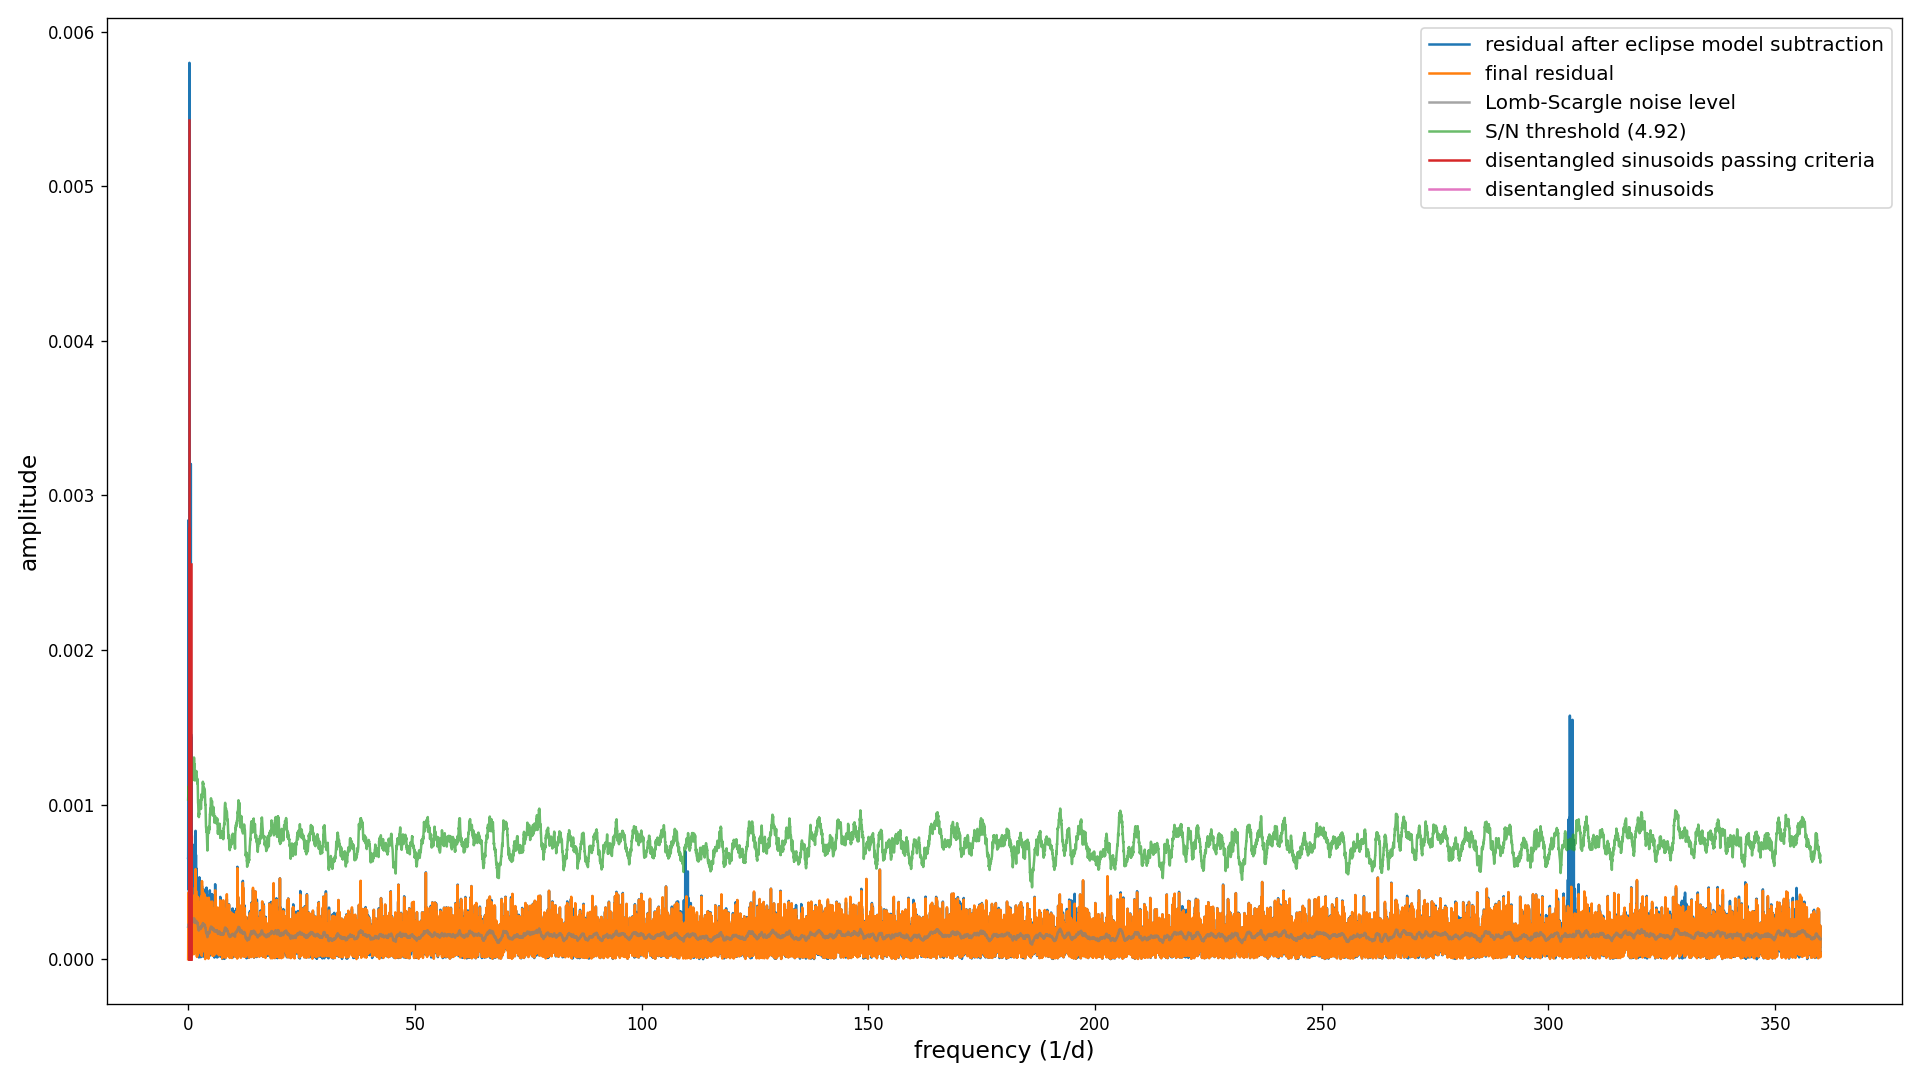 residual after eclipse model subtraction
final residual
Lomb-Scargle noise level
S/N threshold (4.92)
disentangled sinusoids passing criteria
disentangled sinusoids
0.006
0.005
0.004
0.003
0.002
0.001
0.000
amplitude
0 50 100 150 200 250 300 350
frequency (1/d)